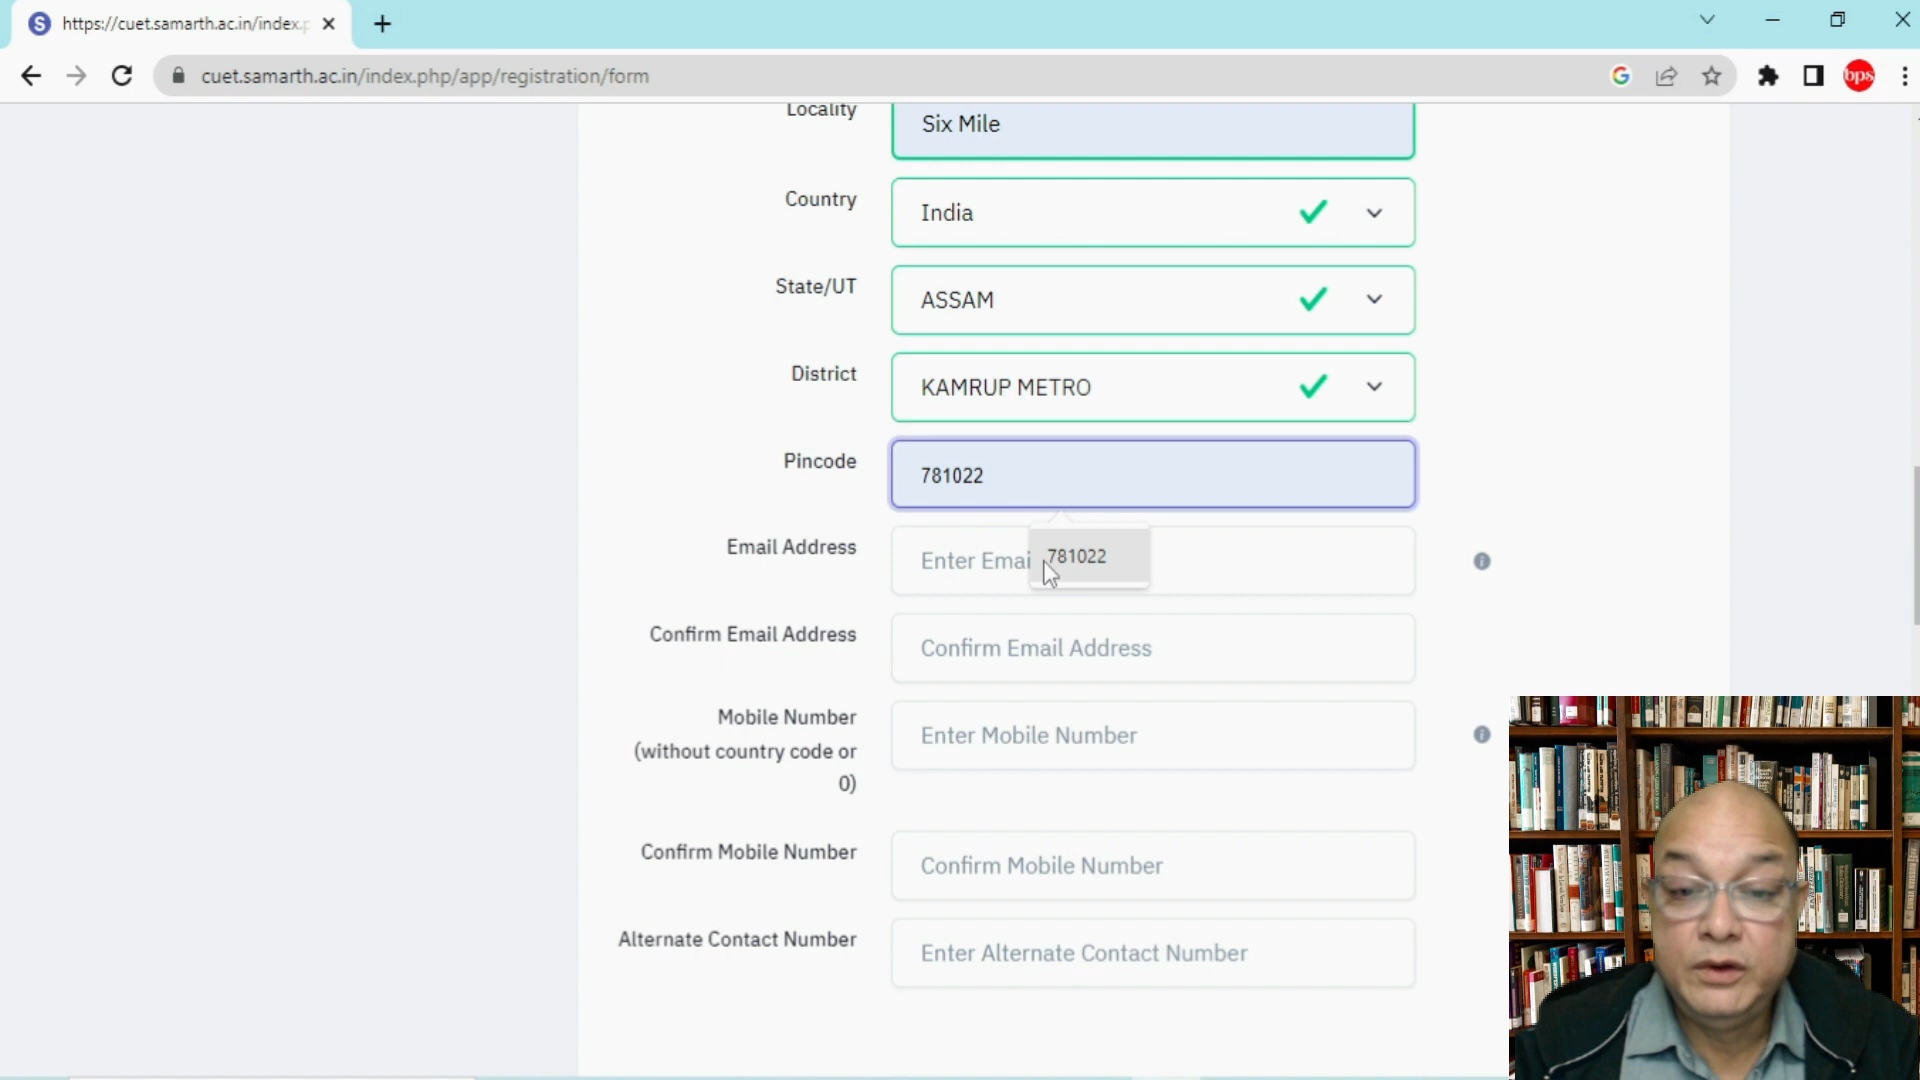 S https://cuet.samarth.ac.in/index.p
cuet.samarth.ac.in/index.php/app/registration/form
bps
Locality
Six Mile
Country
India
State/UT
ASSAM
District
KAMRUP METRO
Pincode
781022
781022
Email Address
Enter Emai
Confirm Email Address
Confirm Email Address
Mobile Number
(without country code or
0)
Enter Mobile Number
Confirm Mobile Number
Confirm Mobile Number
Alternate Contact Number
Enter Alternate Contact Number